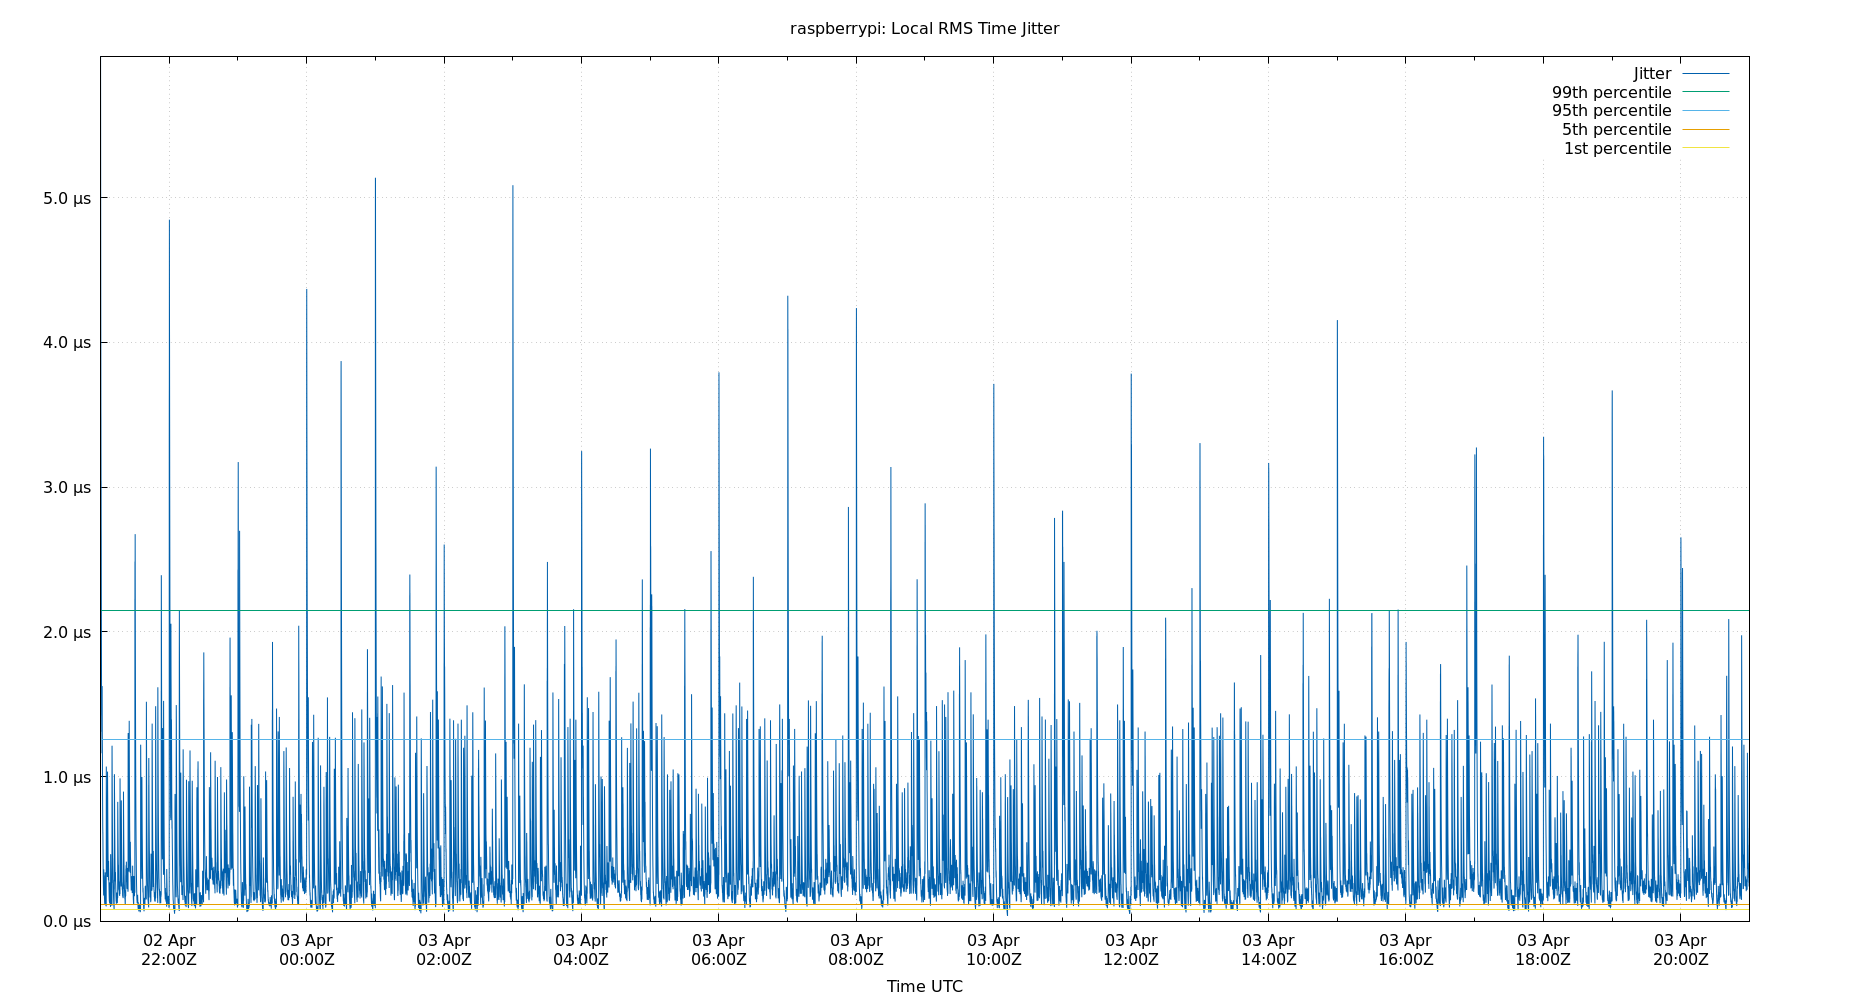 raspberrypi: Local RMS Time Jitter
Jitter
99th percentile
95th percentile
5th percentile
1st percentile
5.0 µs
4.0 µs
3.0 µs
2.0 µs
1.0 µs
0.0 µs
02 Apr 03 Apr 03 Apr 03 Apr 03 Apr 03 Apr 03 Apr 03 Apr 03 Apr 03 Apr 03 Apr 03 Apr
22:00Z 00:00Z 02:00Z 04:00Z 06:00Z 08:00Z 10:00Z 12:00Z 14:00Z 16:00Z 18:00Z 20:00Z
Time UTC